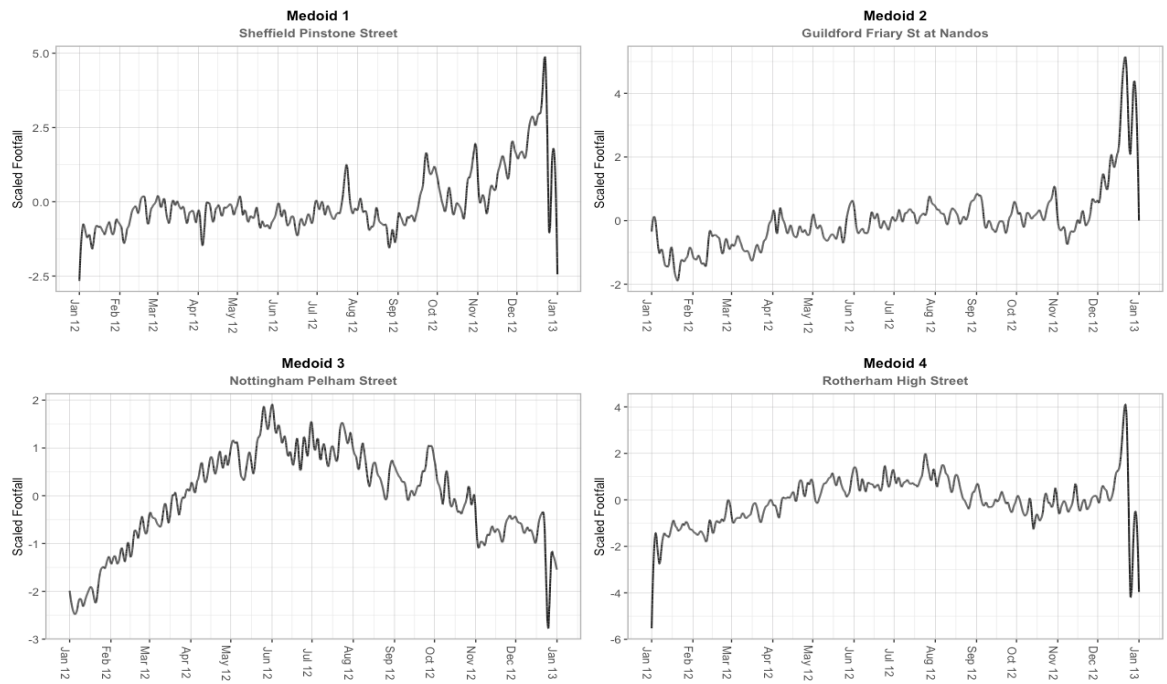 Medoid 1
Sheffield Pinstone Street
Scaled Footfall
5.0
2.5
0.0
-2.5
Jan 12 Feb 12 Mar 12 Apr 12 May 12 Jun 12 Jul 12 Aug 12 Sep 12 Oct 12 Nov 12 Dec 12 Jan 13
Medoid 2
Guildford Friary St at Nandos
Scaled Footfall
4
2
0
-2
Jan 12 Feb 12 Mar 12 Apr 12 May 12 Jun 12 Jul 12 Aug 12 Sep 12 Oct 12 Nov 12 Dec 12 Jan 13
Medoid 3
Nottingham Pelham Street
Scaled Footfall
2
1
0
-1
-2
-3
Jan 12 Feb 12 Mar 12 Apr 12 May 12 Jun 12 Jul 12 Aug 12 Sep 12 Oct 12 Nov 12 Dec 12 Jan 13
Medoid 4
Rotherham High Street
Scaled Footfall
4
2
0
-2
-4
-6
Jan 12 Feb 12 Mar 12 Apr 12 May 12 Jun 12 Jul 12 Aug 12 Sep 12 Oct 12 Nov 12 Dec 12 Jan 13